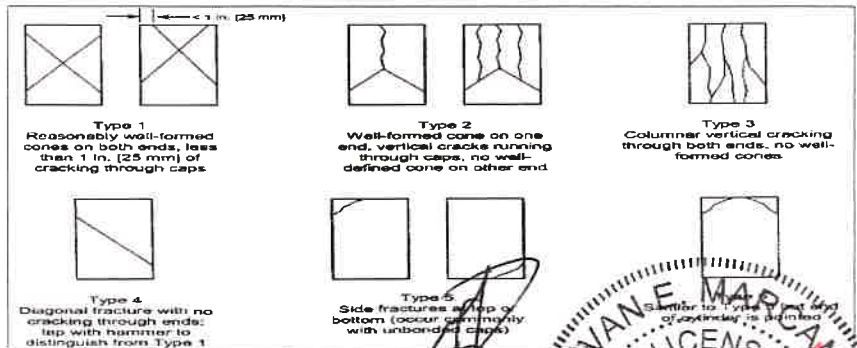 < 1 in. [25 mm]
Type 1
Reasonably well-formed
cones on both ends, less
than 1 in. [25 mm] of
cracking through caps
Type 2
Well-formed cone on one
end, vertical cracks running
through caps, no well-
defined cone on other end
Type 3
Columnar vertical cracking
through both ends, no well-
formed cones
Type 4
Diagonal fracture with no
cracking through ends;
tap with hammer to
distinguish from Type 1
Type 5
Side fractures at top or
bottom (occur commonly
with unbonded caps)
Similar to Type 5 but end
of cylinder is pointed
VAN E. MARCAN
LICENS